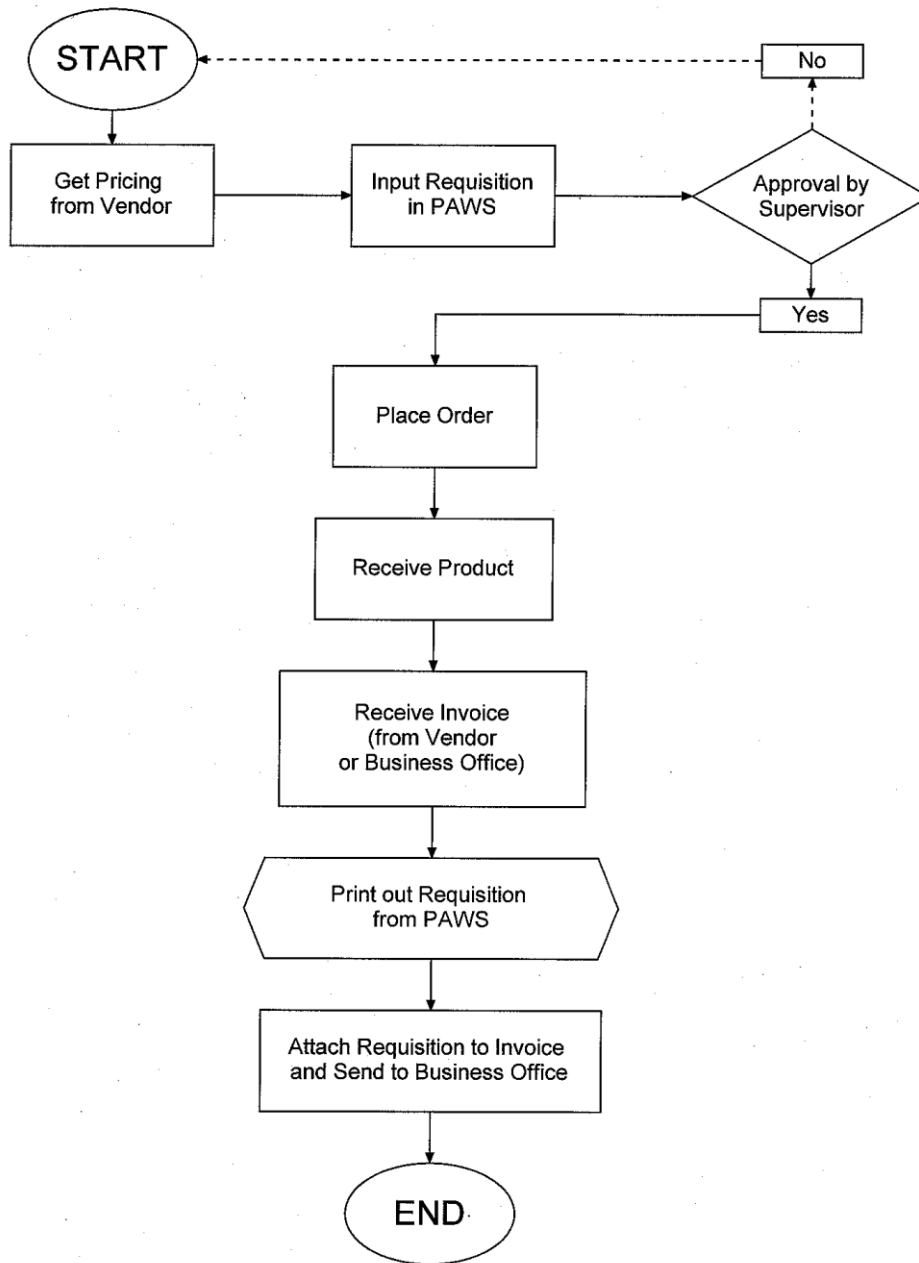 START
No
Get Pricing
from Vendor
Input Requisition
in PAWS
Approval by
Supervisor
Yes
Place Order
Receive Product
Receive Invoice
(from Vendor
or Business Office)
Print out Requisition
from PAWS
Attach Requisition to Invoice
and Send to Business Office
END